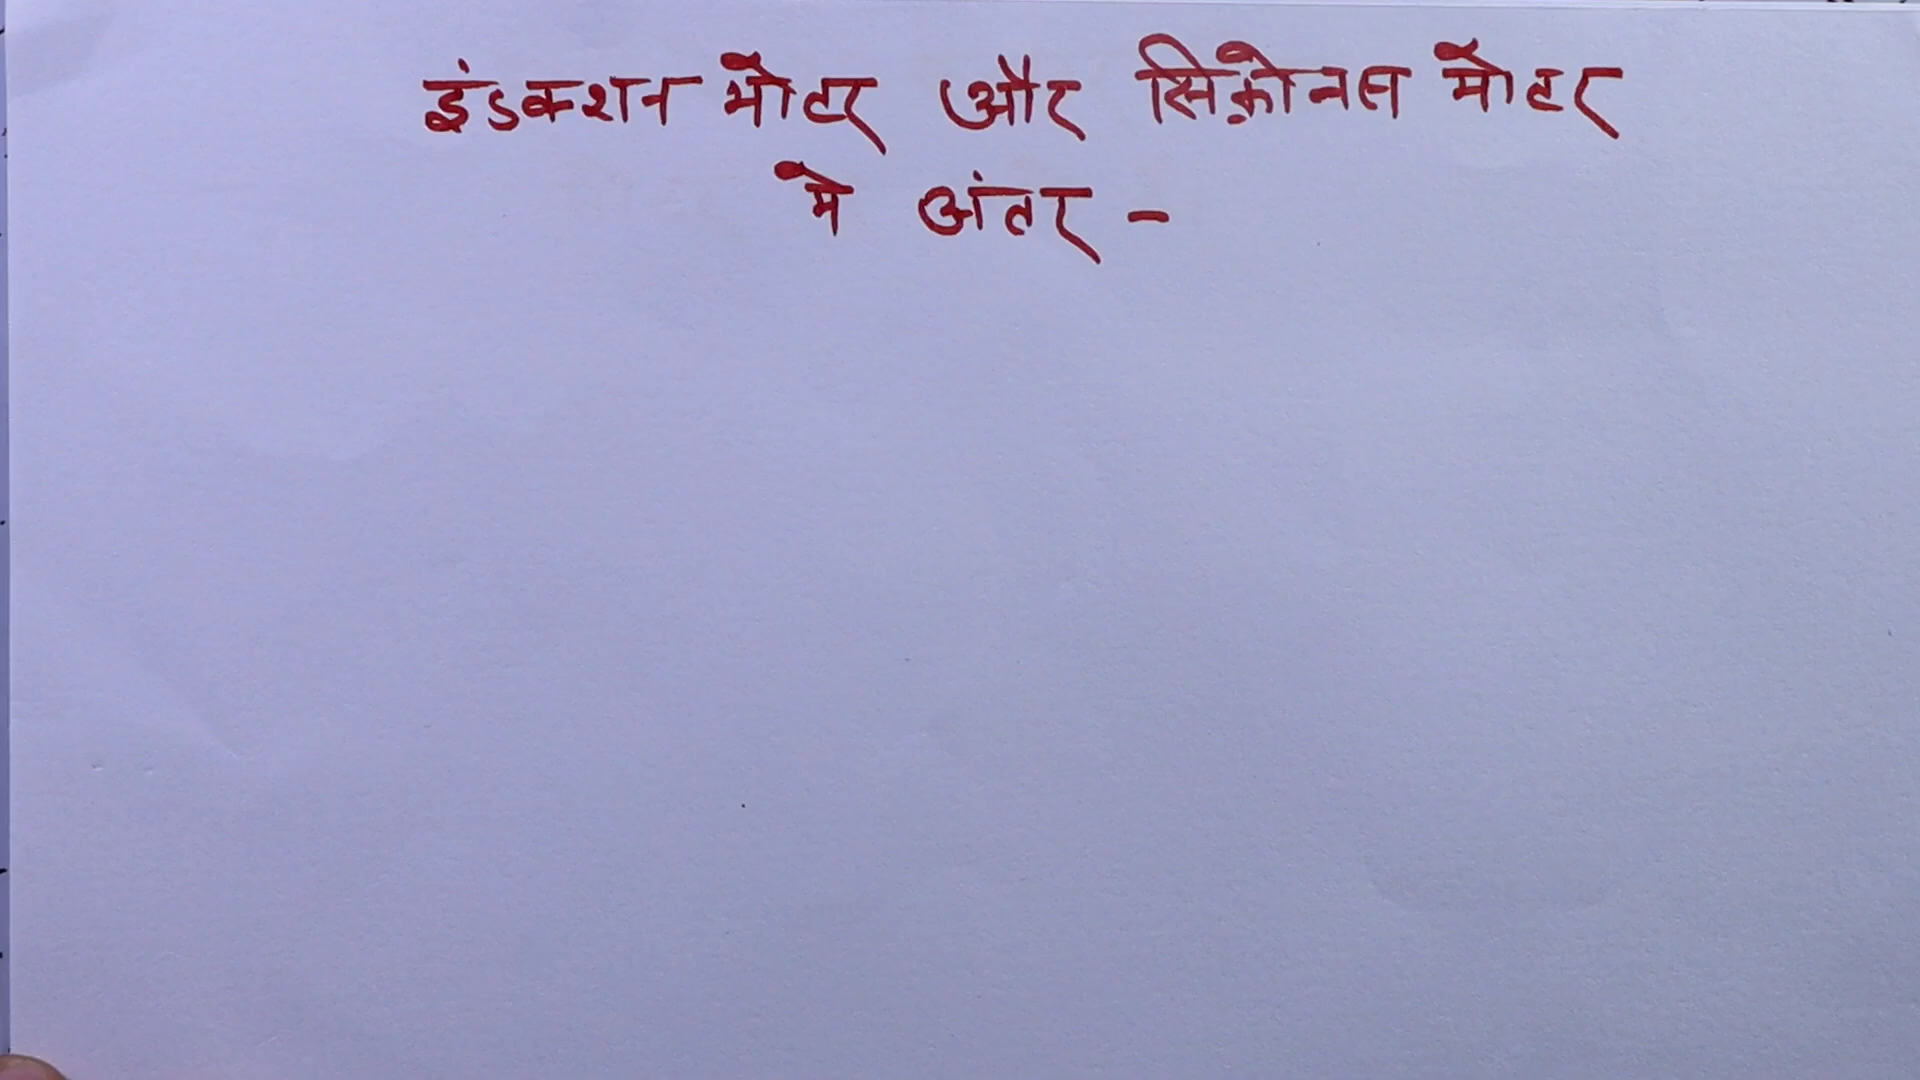 इंडक्शन मोटर और सिंक्रोनस मोटर
में अंतर -